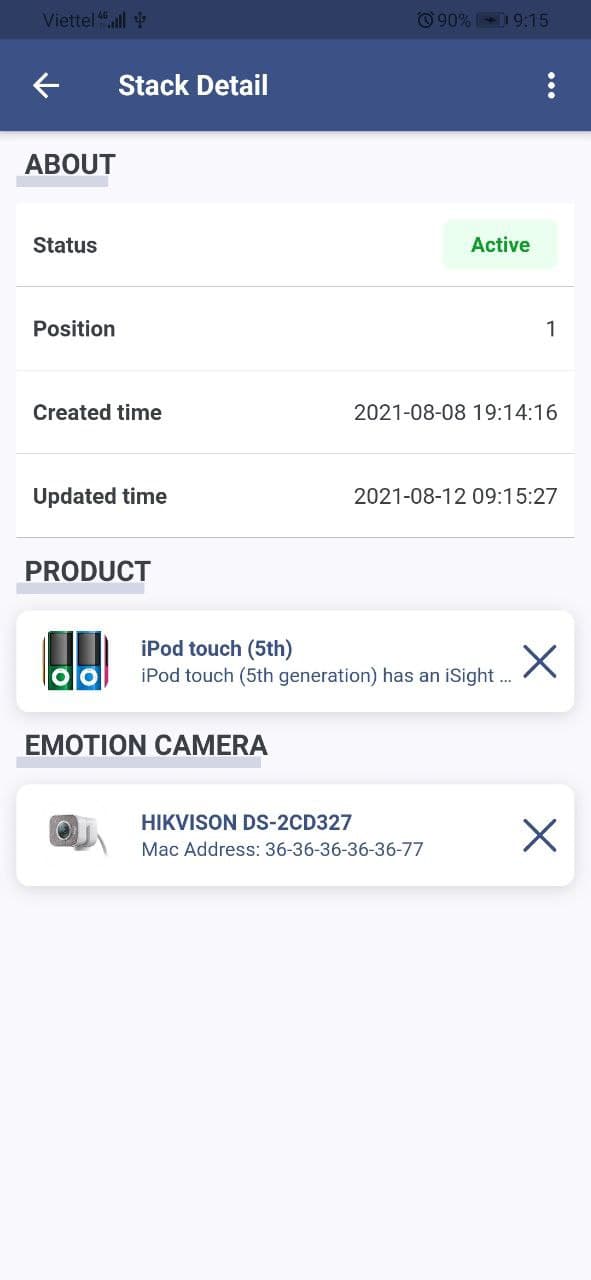 Viettel 4G 90% 9:15
Stack Detail
ABOUT
Status Active
Position 1
Created time 2021-08-08 19:14:16
Updated time 2021-08-12 09:15:27
PRODUCT
iPod touch (5th)
iPod touch (5th generation) has an iSight ...
EMOTION CAMERA
HIKVISON DS-2CD327
Mac Address: 36-36-36-36-36-77